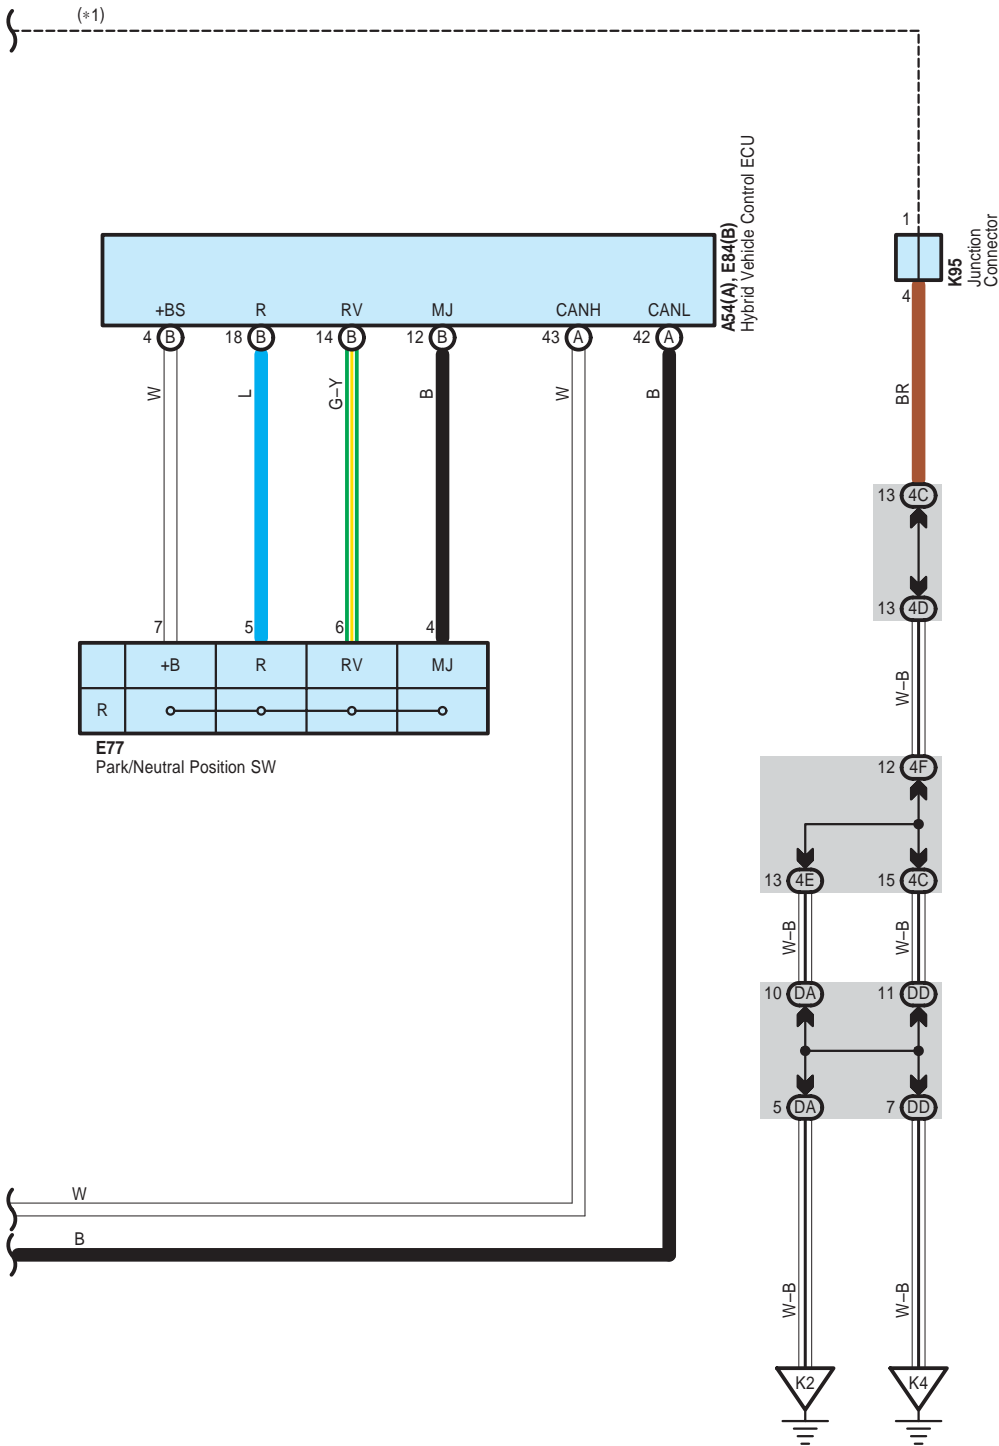 (*1)
1
A54(A), E84(B)
Hybrid Vehicle Control ECU
K95
Junction
Connector
+BS R RV MJ CANH CANL
4 B 18 B 14 B 12 B 43 A 42 A
4
W L G-Y B W B
BR
13 4C
13 4D
7 5 6 4
+B R RV MJ
R
E77
Park/Neutral Position SW
W-B
12 4F
13 4E 15 4C
W-B W-B
10 DA 11 DD
5 DA 7 DD
W
B
W-B W-B
K2 K4